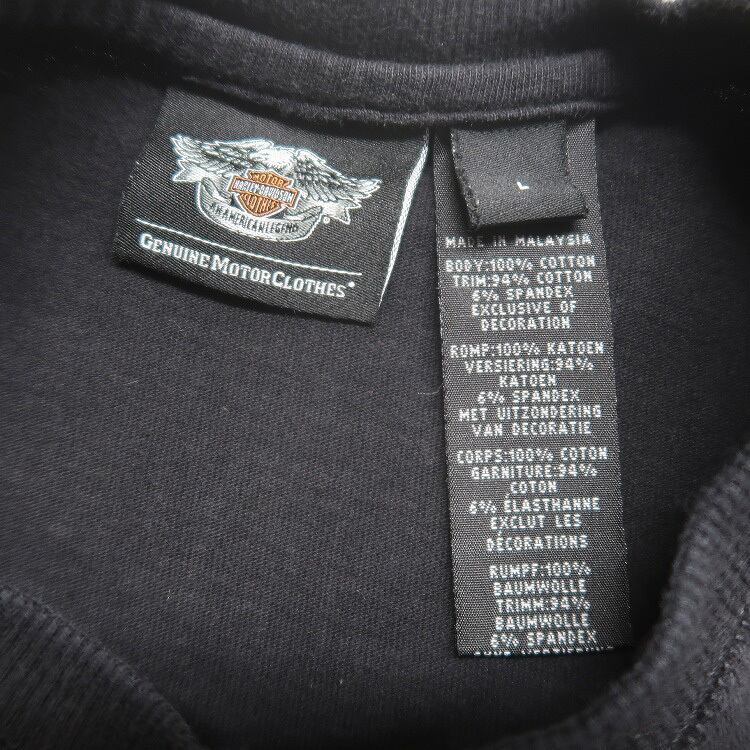 MOTOR
HARLEY-DAVIDSON
CLOTHES
AN AMERICAN LEGEND
GENUINE MOTORCLOTHES
L
MADE IN MALAYSIA
BODY:100% COTTON
TRIM:94% COTTON
6% SPANDEX
EXCLUSIVE OF
DECORATION
ROMP:100% KATOEN
VERSIERING:94%
KATOEN
6% SPANDEX
MET UITZONDERING
VAN DECORATIE
CORPS:100% COTON
GARNITURE:94%
COTON
6% ÉLASTHANNE
EXCLUT LES
DÉCORATIONS
RUMPF:100%
BAUMWOLLE
TRIMM:94%
BAUMWOLLE
6% SPANDEX